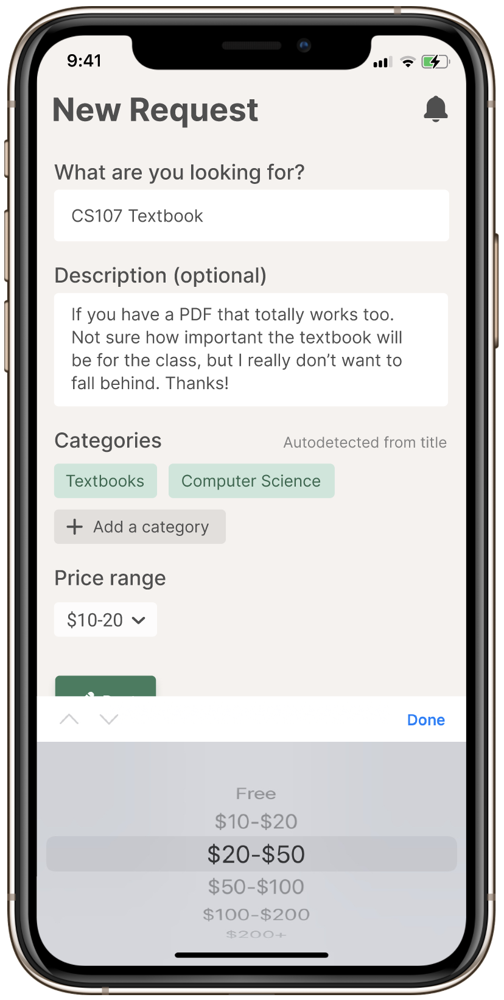 9:41
New Request
What are you looking for?
CS107 Textbook
Description (optional)
If you have a PDF that totally works too.
Not sure how important the textbook will
be for the class, but I really don’t want to
fall behind. Thanks!
Categories
Autodetected from title
Textbooks
Computer Science
Add a category
Price range
$10-20
Done
Free
$10-$20
$20-$50
$50-$100
$100-$200
$200+